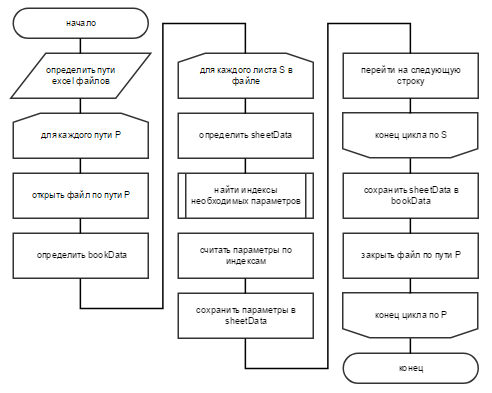 начало
определить пути
excel файлов
для каждого пути P
открыть файл по пути P
определить bookData
для каждого листа S в
файле
определить sheetData
найти индексы
необходимых параметров
считать параметры по
индексам
сохранить параметры в
sheetData
перейти на следующую
строку
конец цикла по S
сохранить sheetData в
bookData
закрыть файл по пути P
конец цикла по P
конец